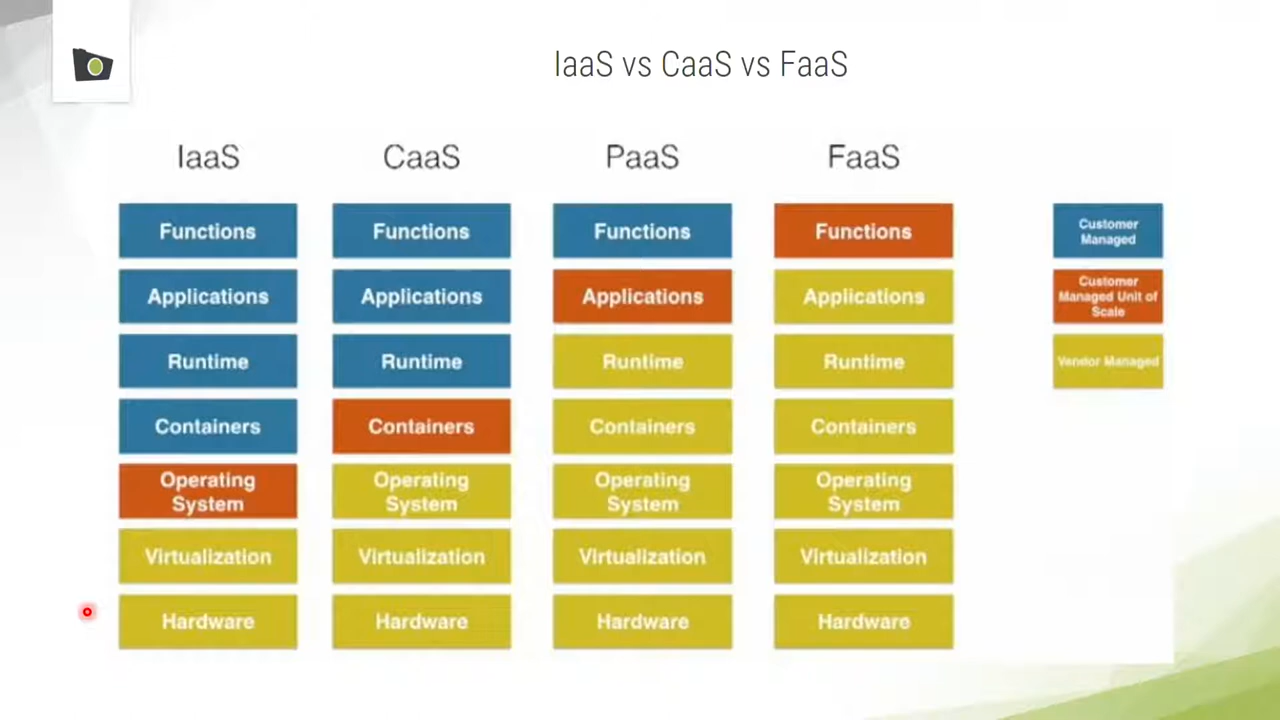 IaaS vs CaaS vs FaaS
IaaS
CaaS
PaaS
FaaS
Functions
Functions
Functions
Functions
Customer
Managed
Applications
Applications
Applications
Applications
Customer
Managed Unit of
Scale
Runtime
Runtime
Runtime
Runtime
Vendor Managed
Containers
Containers
Containers
Containers
Operating
System
Operating
System
Operating
System
Operating
System
Virtualization
Virtualization
Virtualization
Virtualization
Hardware
Hardware
Hardware
Hardware